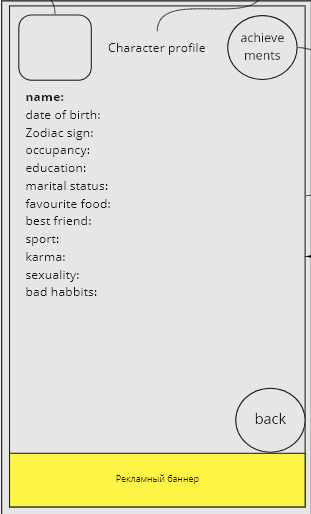 Character profile
achieve
ments
name:
date of birth:
Zodiac sign:
occupancy:
education:
marital status:
favourite food:
best friend:
sport:
karma:
sexuality:
bad habbits:
back
Рекламный баннер